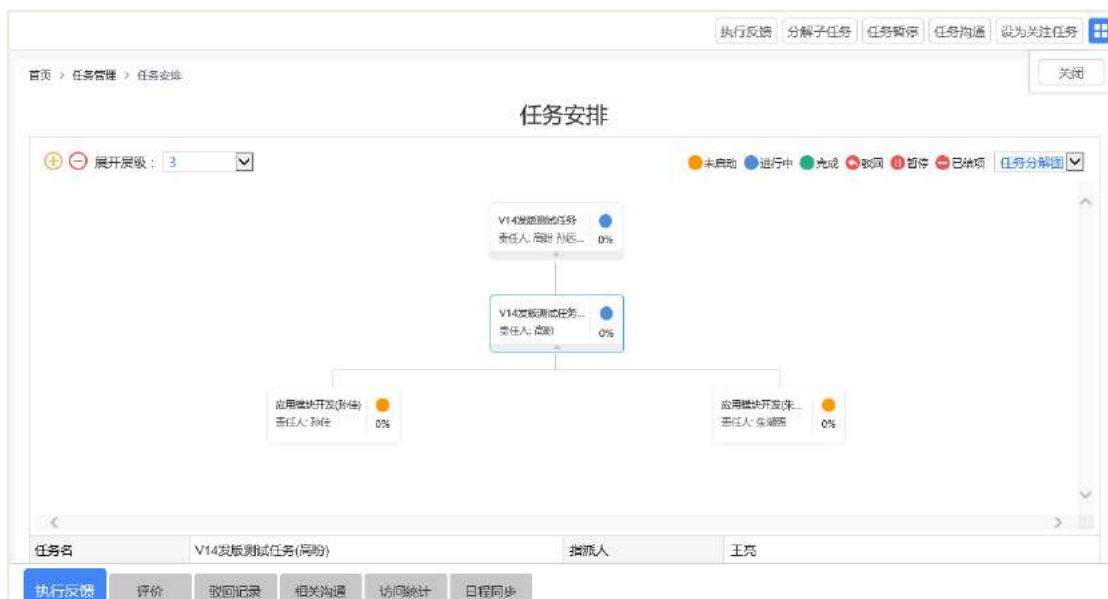 执行反馈 分解子任务 任务暂停 任务沟通 设为关注任务
首页 > 任务管理 > 任务安排
关闭
任务安排
展开层级： 3
未启动 进行中 完成 驳回 暂停 已结项 任务分解图
V14发版测试任务
责任人: 高盼 孙远...
0%
V14发版测试任务...
责任人: 高盼
0%
应用模块开发(孙佳)
责任人: 孙佳
0%
应用模块开发(朱...
责任人: 朱
0%
任务名 V14发版测试任务(高盼) 指派人 王亮
执行反馈 评价 驳回记录 相关沟通 访问统计 日程同步